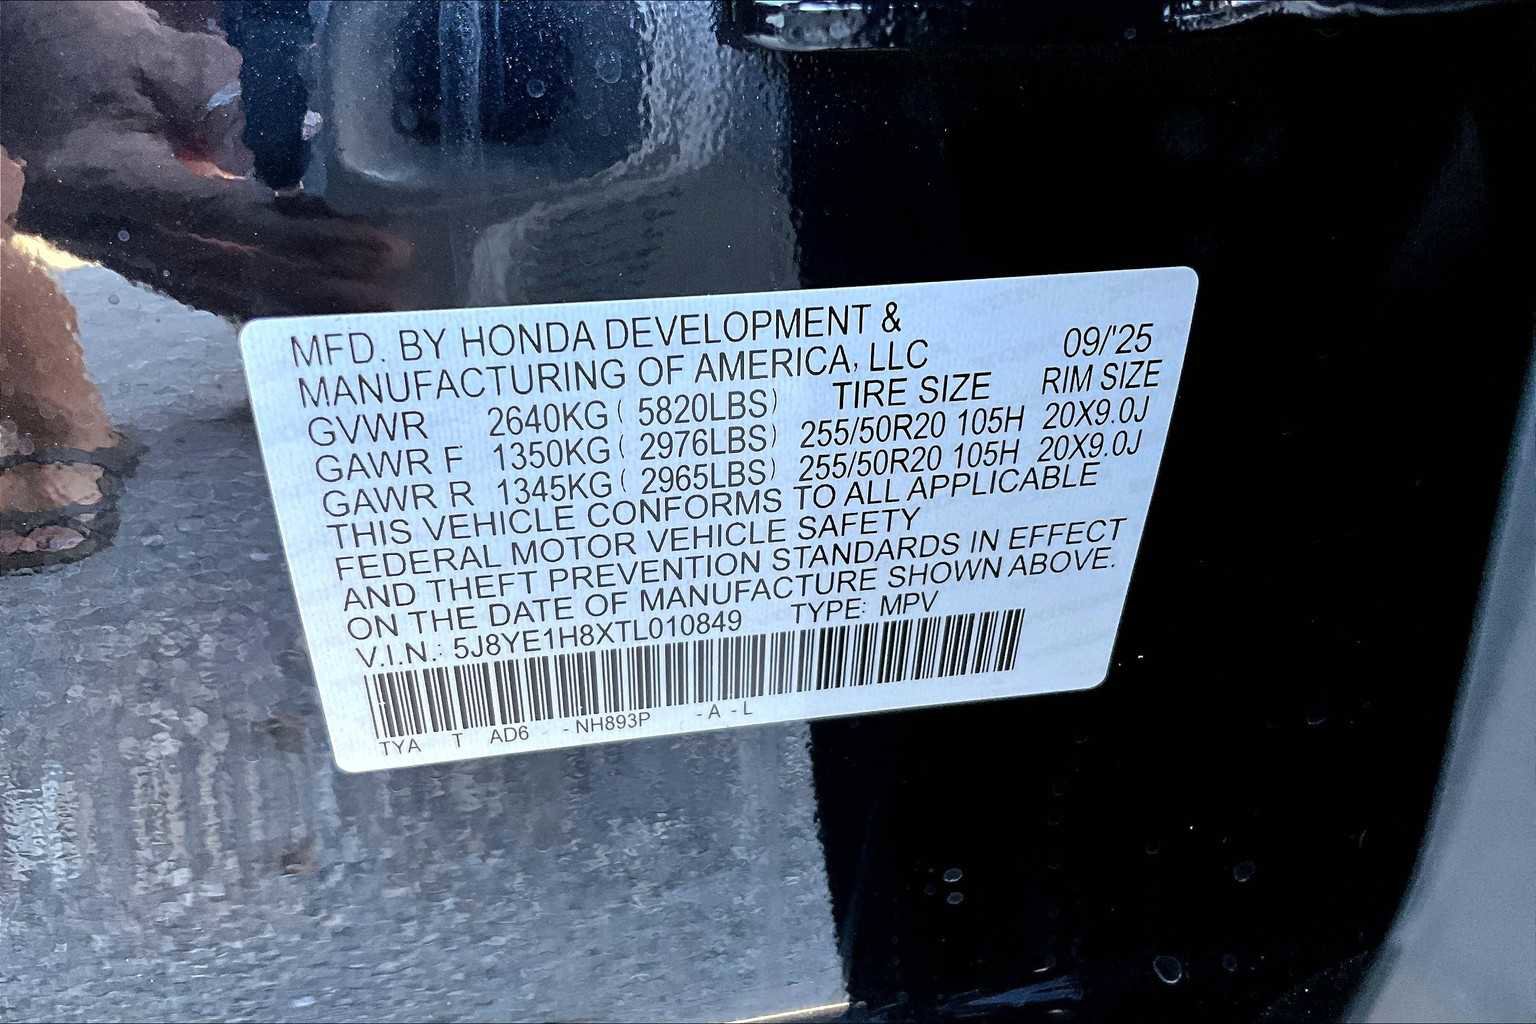 MFD. BY HONDA DEVELOPMENT &
MANUFACTURING OF AMERICA, LLC 09/'25
TIRE SIZE RIM SIZE
GVWR 2640KG ( 5820LBS)
GAWR F 1350KG ( 2976LBS) 255/50R20 105H 20X9.0J
GAWR R 1345KG ( 2965LBS) 255/50R20 105H 20X9.0J
THIS VEHICLE CONFORMS TO ALL APPLICABLE
FEDERAL MOTOR VEHICLE SAFETY
AND THEFT PREVENTION STANDARDS IN EFFECT
ON THE DATE OF MANUFACTURE SHOWN ABOVE.
V.I.N.: 5J8YE1H8XTL010849 TYPE: MPV
TYA T AD6 - NH893P - A - L